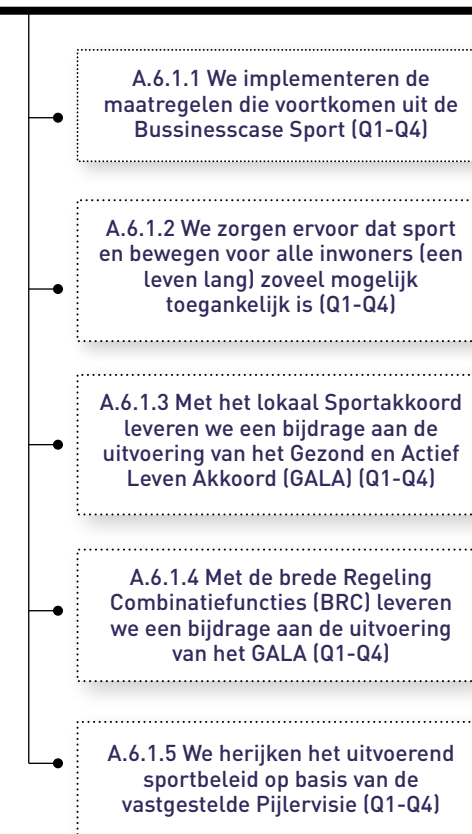 A.6.1.1 We implementeren de
maatregelen die voortkomen uit de
Bussinesscase Sport (Q1-Q4)
A.6.1.2 We zorgen ervoor dat sport
en bewegen voor alle inwoners (een
leven lang) zoveel mogelijk
toegankelijk is (Q1-Q4)
A.6.1.3 Met het lokaal Sportakkoord
leveren we een bijdrage aan de
uitvoering van het Gezond en Actief
Leven Akkoord (GALA) (Q1-Q4)
A.6.1.4 Met de brede Regeling
Combinatiefuncties (BRC) leveren
we een bijdrage aan de uitvoering
van het GALA (Q1-Q4)
A.6.1.5 We herijken het uitvoerend
sportbeleid op basis van de
vastgestelde Pijlervisie (Q1-Q4)